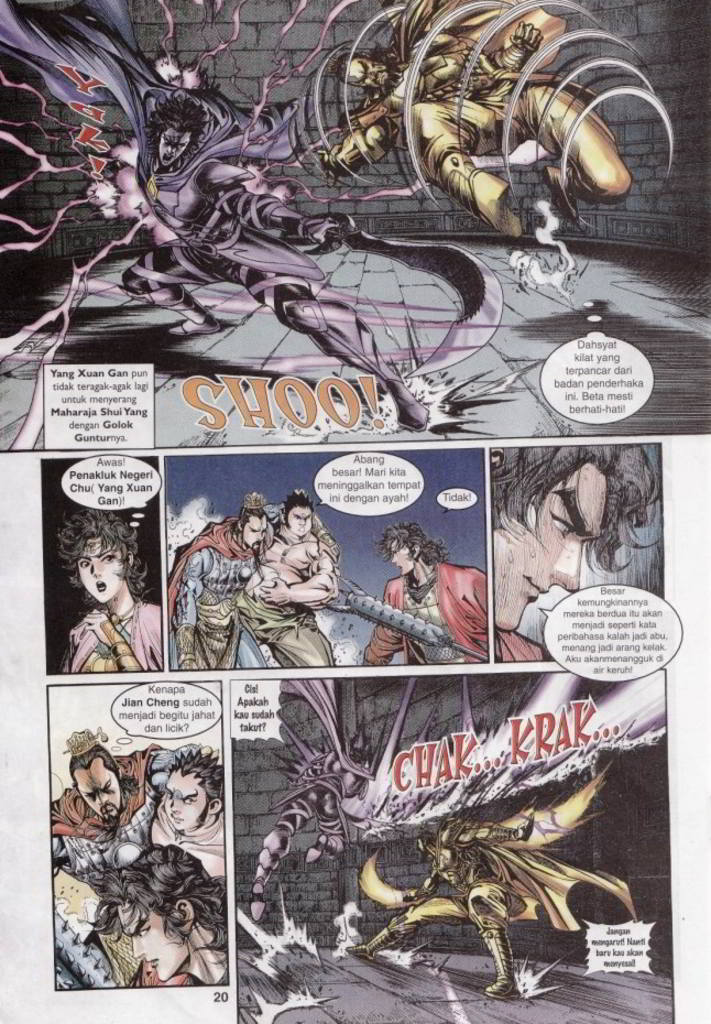 KRAK
Dahsyat
kilat yang
terpancar dari
badan penderhaka
ini. Beta mesti
berhati-hati!
Yang Xuan Gan pun
tidak teragak-agak lagi
untuk menyerang
Maharaja Shui Yang
dengan Golok
Gunturnya.
SHOO!
Awas!
Penakluk Negeri
Chu( Yang Xuan
Gan)!
Abang
besar! Mari kita
meninggalkan tempat
ini dengan ayah!
Tidak!
Besar
kemungkinannya
mereka berdua itu akan
menjadi seperti kata
peribahasa kalah jadi abu,
menang jadi arang kelak.
Aku akanmenangguk di
air keruh!
Kenapa
Jian Cheng sudah
menjadi begitu jahat
dan licik?
Cis!
Apakah
kau sudah
takut?
CHAK... KRAK...
Jangan
mengarut! Nanti
baru kau akan
menyesal!
20